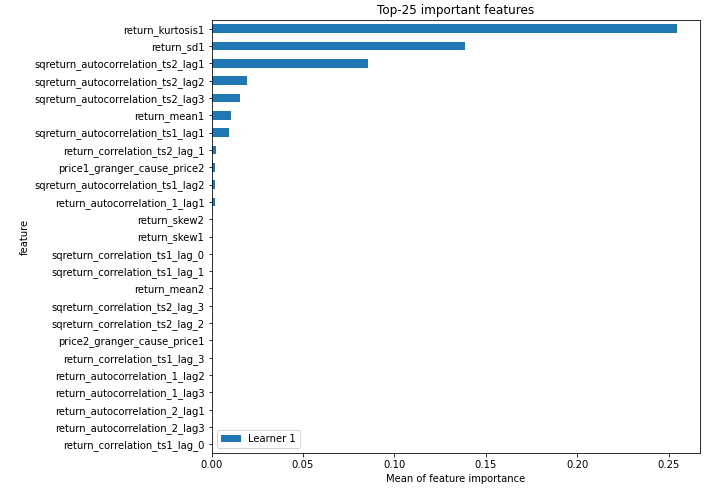 Top-25 important features
return_kurtosis1
return_sd1
sqreturn_autocorrelation_ts2_lag1
sqreturn_autocorrelation_ts2_lag2
sqreturn_autocorrelation_ts2_lag3
return_mean1
sqreturn_autocorrelation_ts1_lag1
return_correlation_ts2_lag_1
price1_granger_cause_price2
sqreturn_autocorrelation_ts1_lag2
return_autocorrelation_1_lag1
return_skew2
return_skew1
sqreturn_correlation_ts1_lag_0
sqreturn_correlation_ts1_lag_1
return_mean2
sqreturn_correlation_ts2_lag_3
sqreturn_correlation_ts2_lag_2
price2_granger_cause_price1
return_correlation_ts1_lag_3
return_autocorrelation_1_lag2
return_autocorrelation_1_lag3
return_autocorrelation_2_lag1
return_autocorrelation_2_lag3
return_correlation_ts1_lag_0
feature
Learner 1
0.00 0.05 0.10 0.15 0.20 0.25
Mean of feature importance